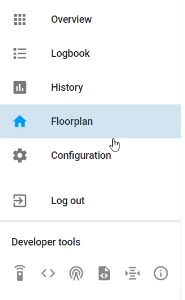 Overview
Logbook
History
Floorplan
Configuration
Log out
Developer tools